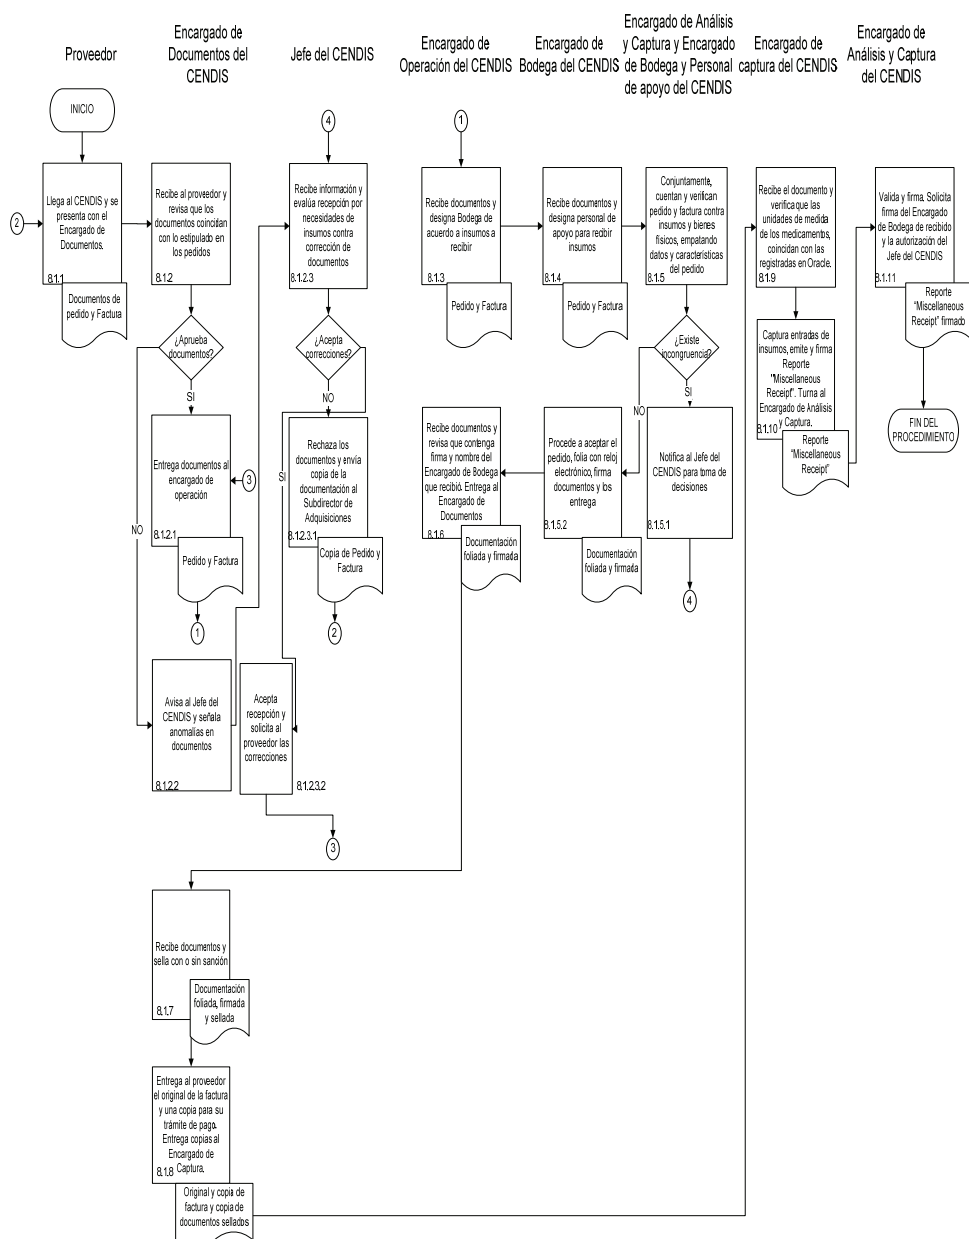 Proveedor
Encargado de
Documentos del
CENDIS
Jefe del CENDIS
Encargado de
Operación del CENDIS
Encargado de
Bodega del CENDIS
Encargado de Análisis
y Captura y Encargado
de Bodega y Personal
de apoyo del CENDIS
Encargado de
captura del CENDIS
Encargado de
Análisis y Captura
del CENDIS
INICIO
2
Llega al CENDIS y se
presenta con el
Encargado de
Documentos.
8.1.1
Documentos de
pedido y Factura
Recibe al proveedor y
revisa que los
documentos coincidan
con lo estipulado en
los pedidos
8.1.2
¿Aprueba
documentos?
SI
NO
Entrega documentos al
encargado de
operación
8.1.2.1
3
Pedido y Factura
1
Avisa al Jefe del
CENDIS y señala
anomalías en
documentos
8.1.2.2
4
Recibe información y
evalúa recepción por
necesidades de
insumos contra
corrección de
documentos
8.1.2.3
¿Acepta
correcciones?
NO
SI
Rechaza los
documentos y envía
copia de la
documentación al
Subdirector de
Adquisiciones
8.1.2.3.1
Copia de Pedido y
Factura
2
Acepta
recepción y
solicita al
proveedor las
correcciones
8.1.2.3.2
3
1
Recibe documentos y
designa Bodega de
acuerdo a insumos a
recibir
8.1.3
Pedido y Factura
Recibe documentos y
designa personal de
apoyo para recibir
insumos
8.1.4
Pedido y Factura
Conjuntamente,
cuentan y verifican
pedido y factura contra
insumos y bienes
físicos, empatando
datos y características
del pedido
8.1.5
¿Existe
incongruencia?
SI
NO
Notifica al Jefe del
CENDIS para toma de
decisiones
8.1.5.1
4
Procede a aceptar el
pedido, folia con reloj
electrónico, firma
documentos y los
entrega
8.1.5.2
Documentación
foliada y firmada
Recibe documentos y
revisa que contenga
firma y nombre del
Encargado de Bodega
que recibió. Entrega al
Encargado de
Documentos
8.1.6
Documentación
foliada y firmada
Recibe documentos y
sella con o sin sanción
8.1.7
Documentación
foliada, firmada
y sellada
Entrega al proveedor
el original de la factura
y una copia para su
trámite de pago.
Entrega copias al
Encargado de
Captura.
8.1.8
Original y copia de
factura y copia de
documentos sellados
Recibe el documento y
verifica que las
unidades de medida
de los medicamentos,
coincidan con las
registradas en Oracle.
8.1.9
Captura entradas de
insumos, emite y firma
Reporte
"Miscellaneous
Receipt". Turna al
Encargado de Análisis
y Captura.
8.1.10
Reporte
"Miscellaneous
Receipt"
Valida y firma. Solicita
firma del Encargado
de Bodega de recibido
y la autorización del
Jefe del CENDIS
8.1.11
Reporte
"Miscellaneous
Receipt" firmado
FIN DEL
PROCEDIMIENTO